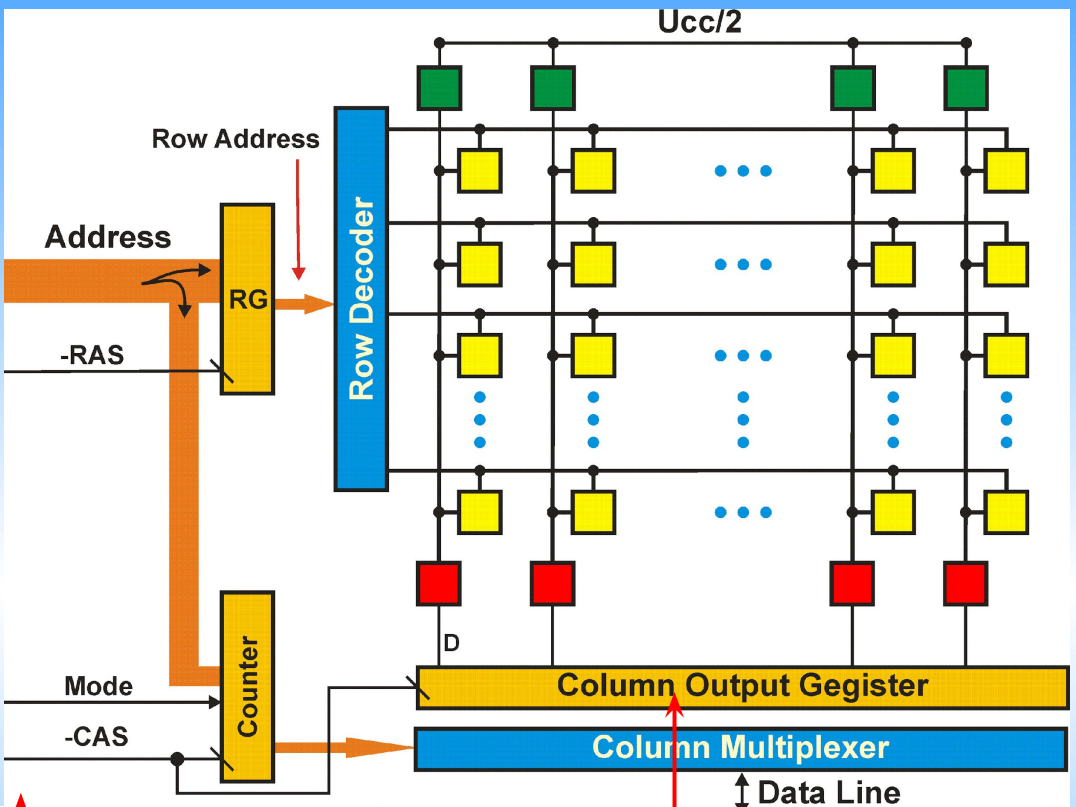 Ucc/2
Row Address
Address
RG
Row Decoder
-RAS
D
Counter
Mode
-CAS
Column Output Gegister
Column Multiplexer
Data Line